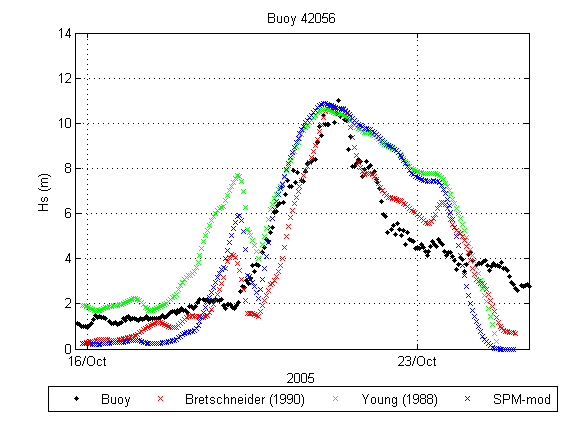 Buoy 42056
14
12
10
8
6
4
2
0
Hs (m)
16/Oct 23/Oct
2005
Buoy Bretschneider (1990) Young (1988) SPM-mod